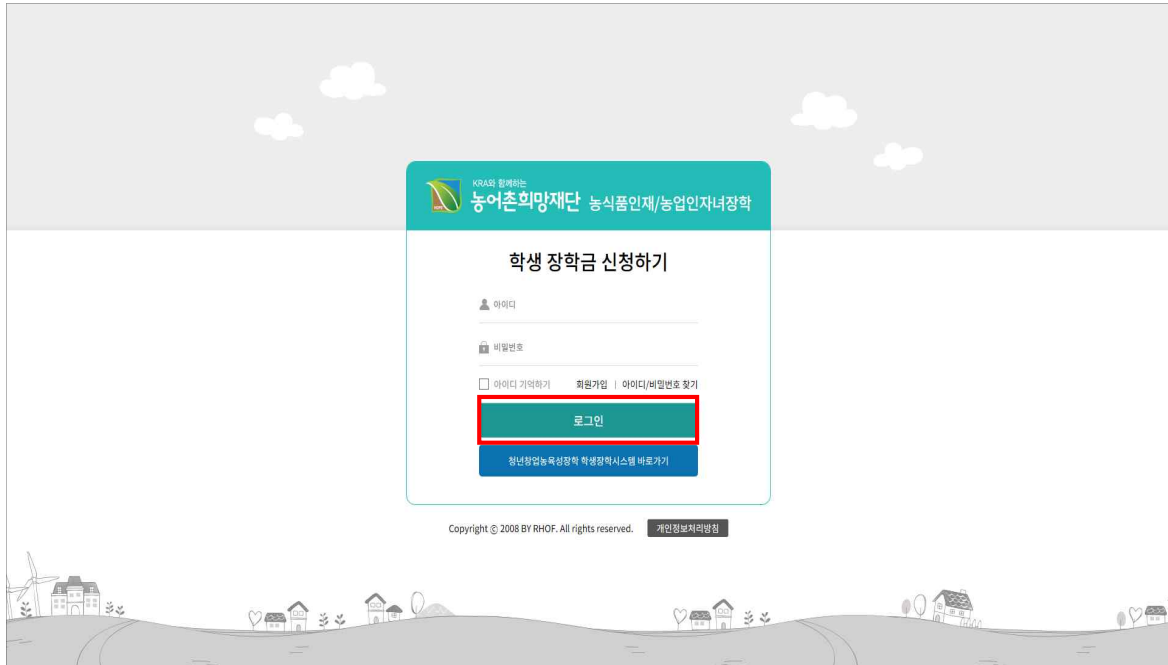 KRA와 함께하는
농어촌희망재단 농식품인재/농업인자녀장학
학생 장학금 신청하기
아이디
비밀번호
아이디 기억하기 회원가입 | 아이디/비밀번호 찾기
로그인
청년창업농육성장학 학생장학시스템 바로가기
Copyright ⓒ 2008 BY RHOF. All rights reserved. 개인정보처리방침